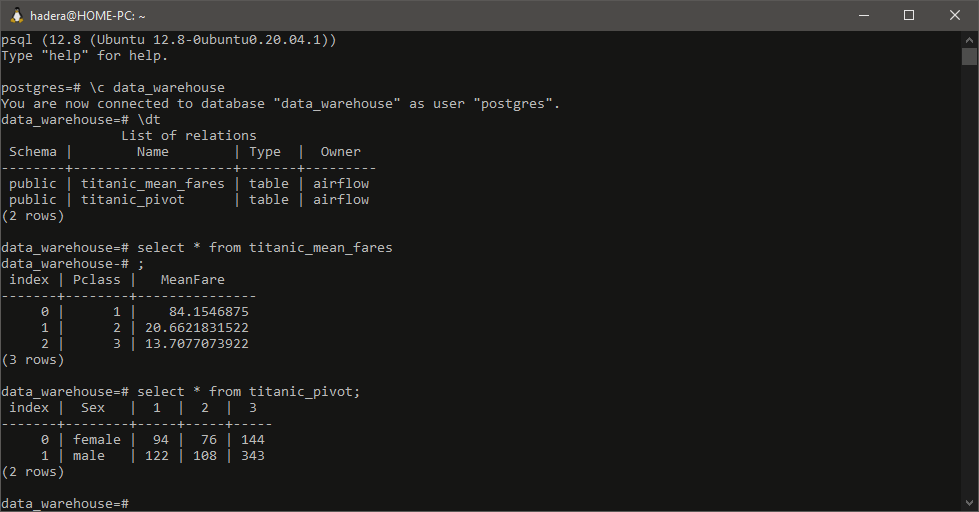 hadera@HOME-PC: ~
psql (12.8 (Ubuntu 12.8-0ubuntu0.20.04.1))
Type "help" for help.

postgres=# \c data_warehouse
You are now connected to database "data_warehouse" as user "postgres".
data_warehouse=# \dt
               List of relations
 Schema |        Name        | Type  |  Owner
--------+--------------------+-------+---------
 public | titanic_mean_fares | table | airflow
 public | titanic_pivot      | table | airflow
(2 rows)

data_warehouse=# select * from titanic_mean_fares
data_warehouse-# ;
 index | Pclass |   MeanFare
-------+--------+---------------
     0 |      1 |    84.1546875
     1 |      2 | 20.6621831522
     2 |      3 | 13.7077073922
(3 rows)

data_warehouse=# select * from titanic_pivot;
 index |  Sex   |  1  |  2  |  3
-------+--------+-----+-----+-----
     0 | female |  94 |  76 | 144
     1 | male   | 122 | 108 | 343
(2 rows)

data_warehouse=#